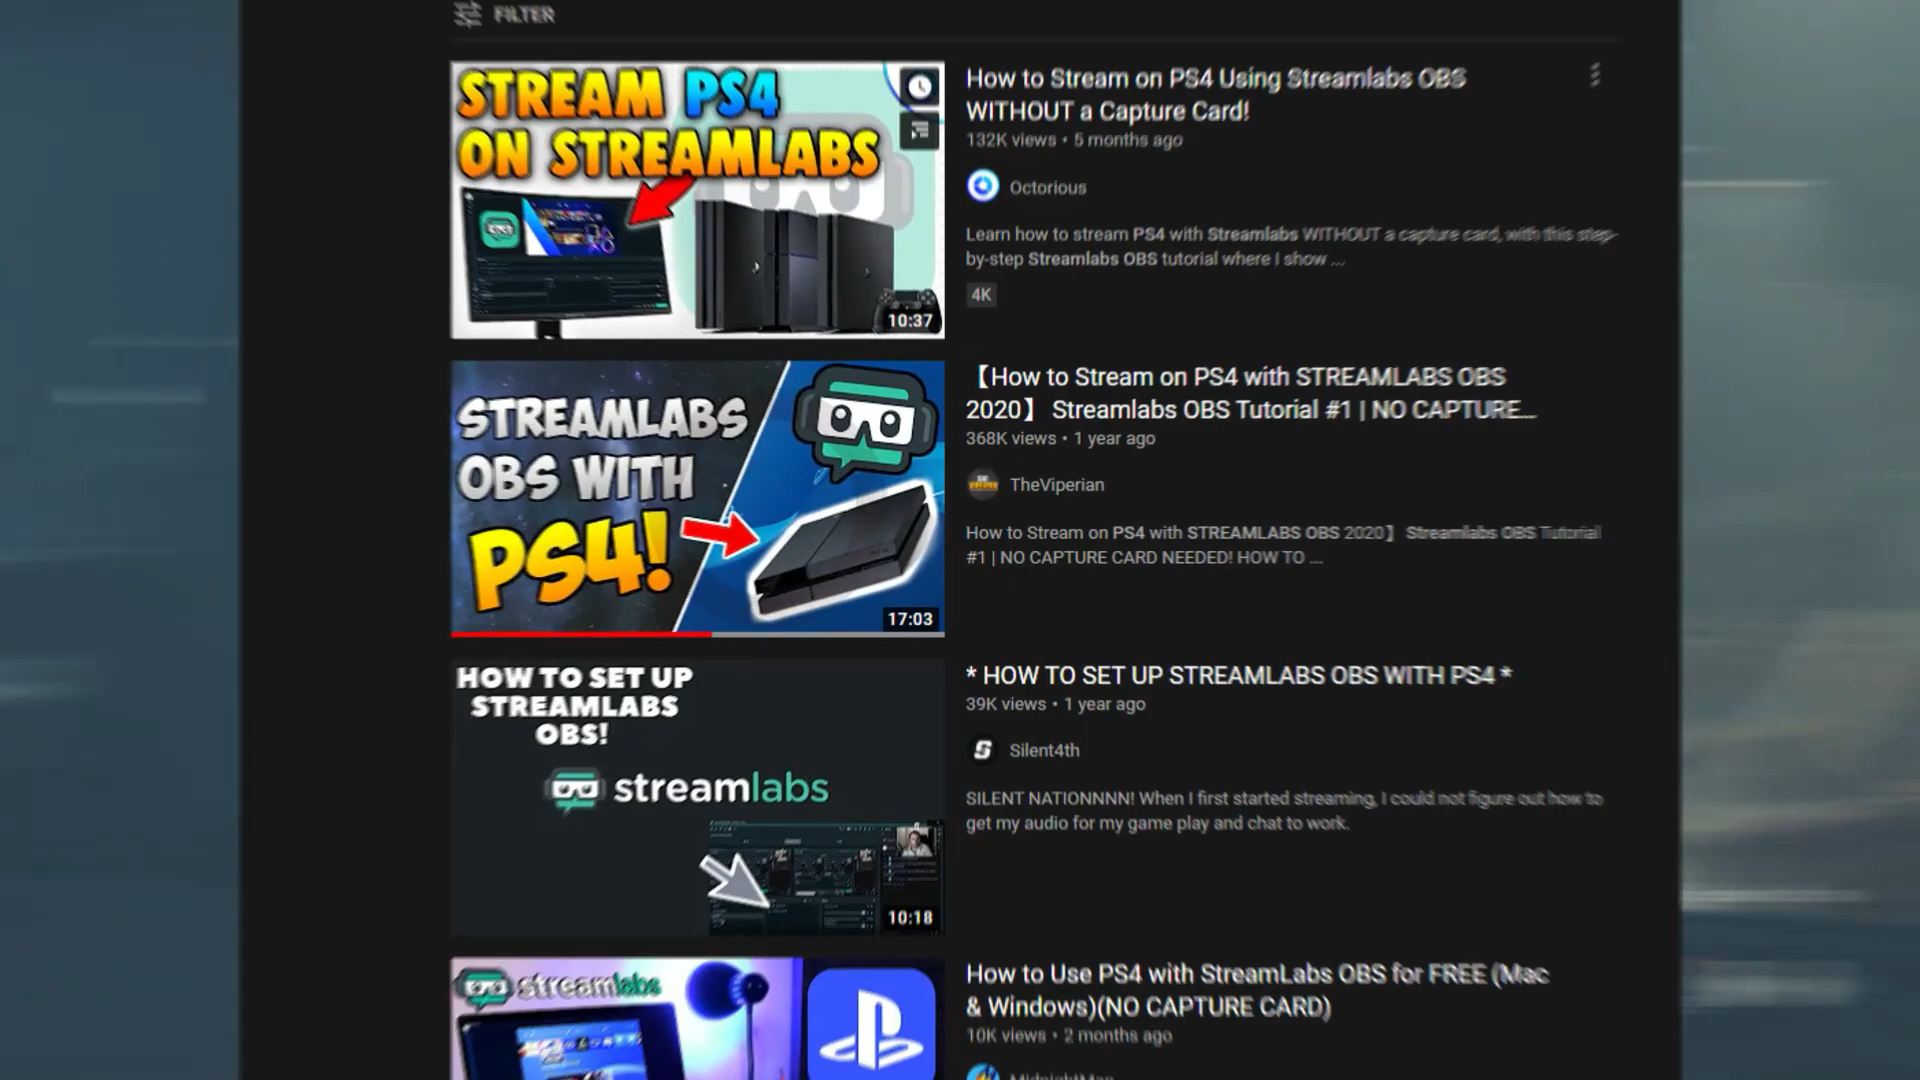 FILTER
STREAM PS4
ON STREAMLABS
10:37
How to Stream on PS4 Using Streamlabs OBS
WITHOUT a Capture Card!
132K views • 5 months ago
Octorious
Learn how to stream PS4 with Streamlabs WITHOUT a capture card, with this step-
by-step Streamlabs OBS tutorial where I show ...
4K
STREAMLABS
OBS WITH
PS4!
17:03
【How to Stream on PS4 with STREAMLABS OBS
2020】 Streamlabs OBS Tutorial #1 | NO CAPTURE...
368K views • 1 year ago
TheViperian
How to Stream on PS4 with STREAMLABS OBS 2020】 Streamlabs OBS Tutorial
#1 | NO CAPTURE CARD NEEDED! HOW TO ...
HOW TO SET UP
STREAMLABS
OBS!
streamlabs
10:18
* HOW TO SET UP STREAMLABS OBS WITH PS4 *
39K views • 1 year ago
Silent4th
SILENT NATIONNNN! When I first started streaming, I could not figure out how to
get my audio for my game play and chat to work.
streamlabs
How to Use PS4 with StreamLabs OBS for FREE (Mac
& Windows)(NO CAPTURE CARD)
10K views • 2 months ago
MidnightMan